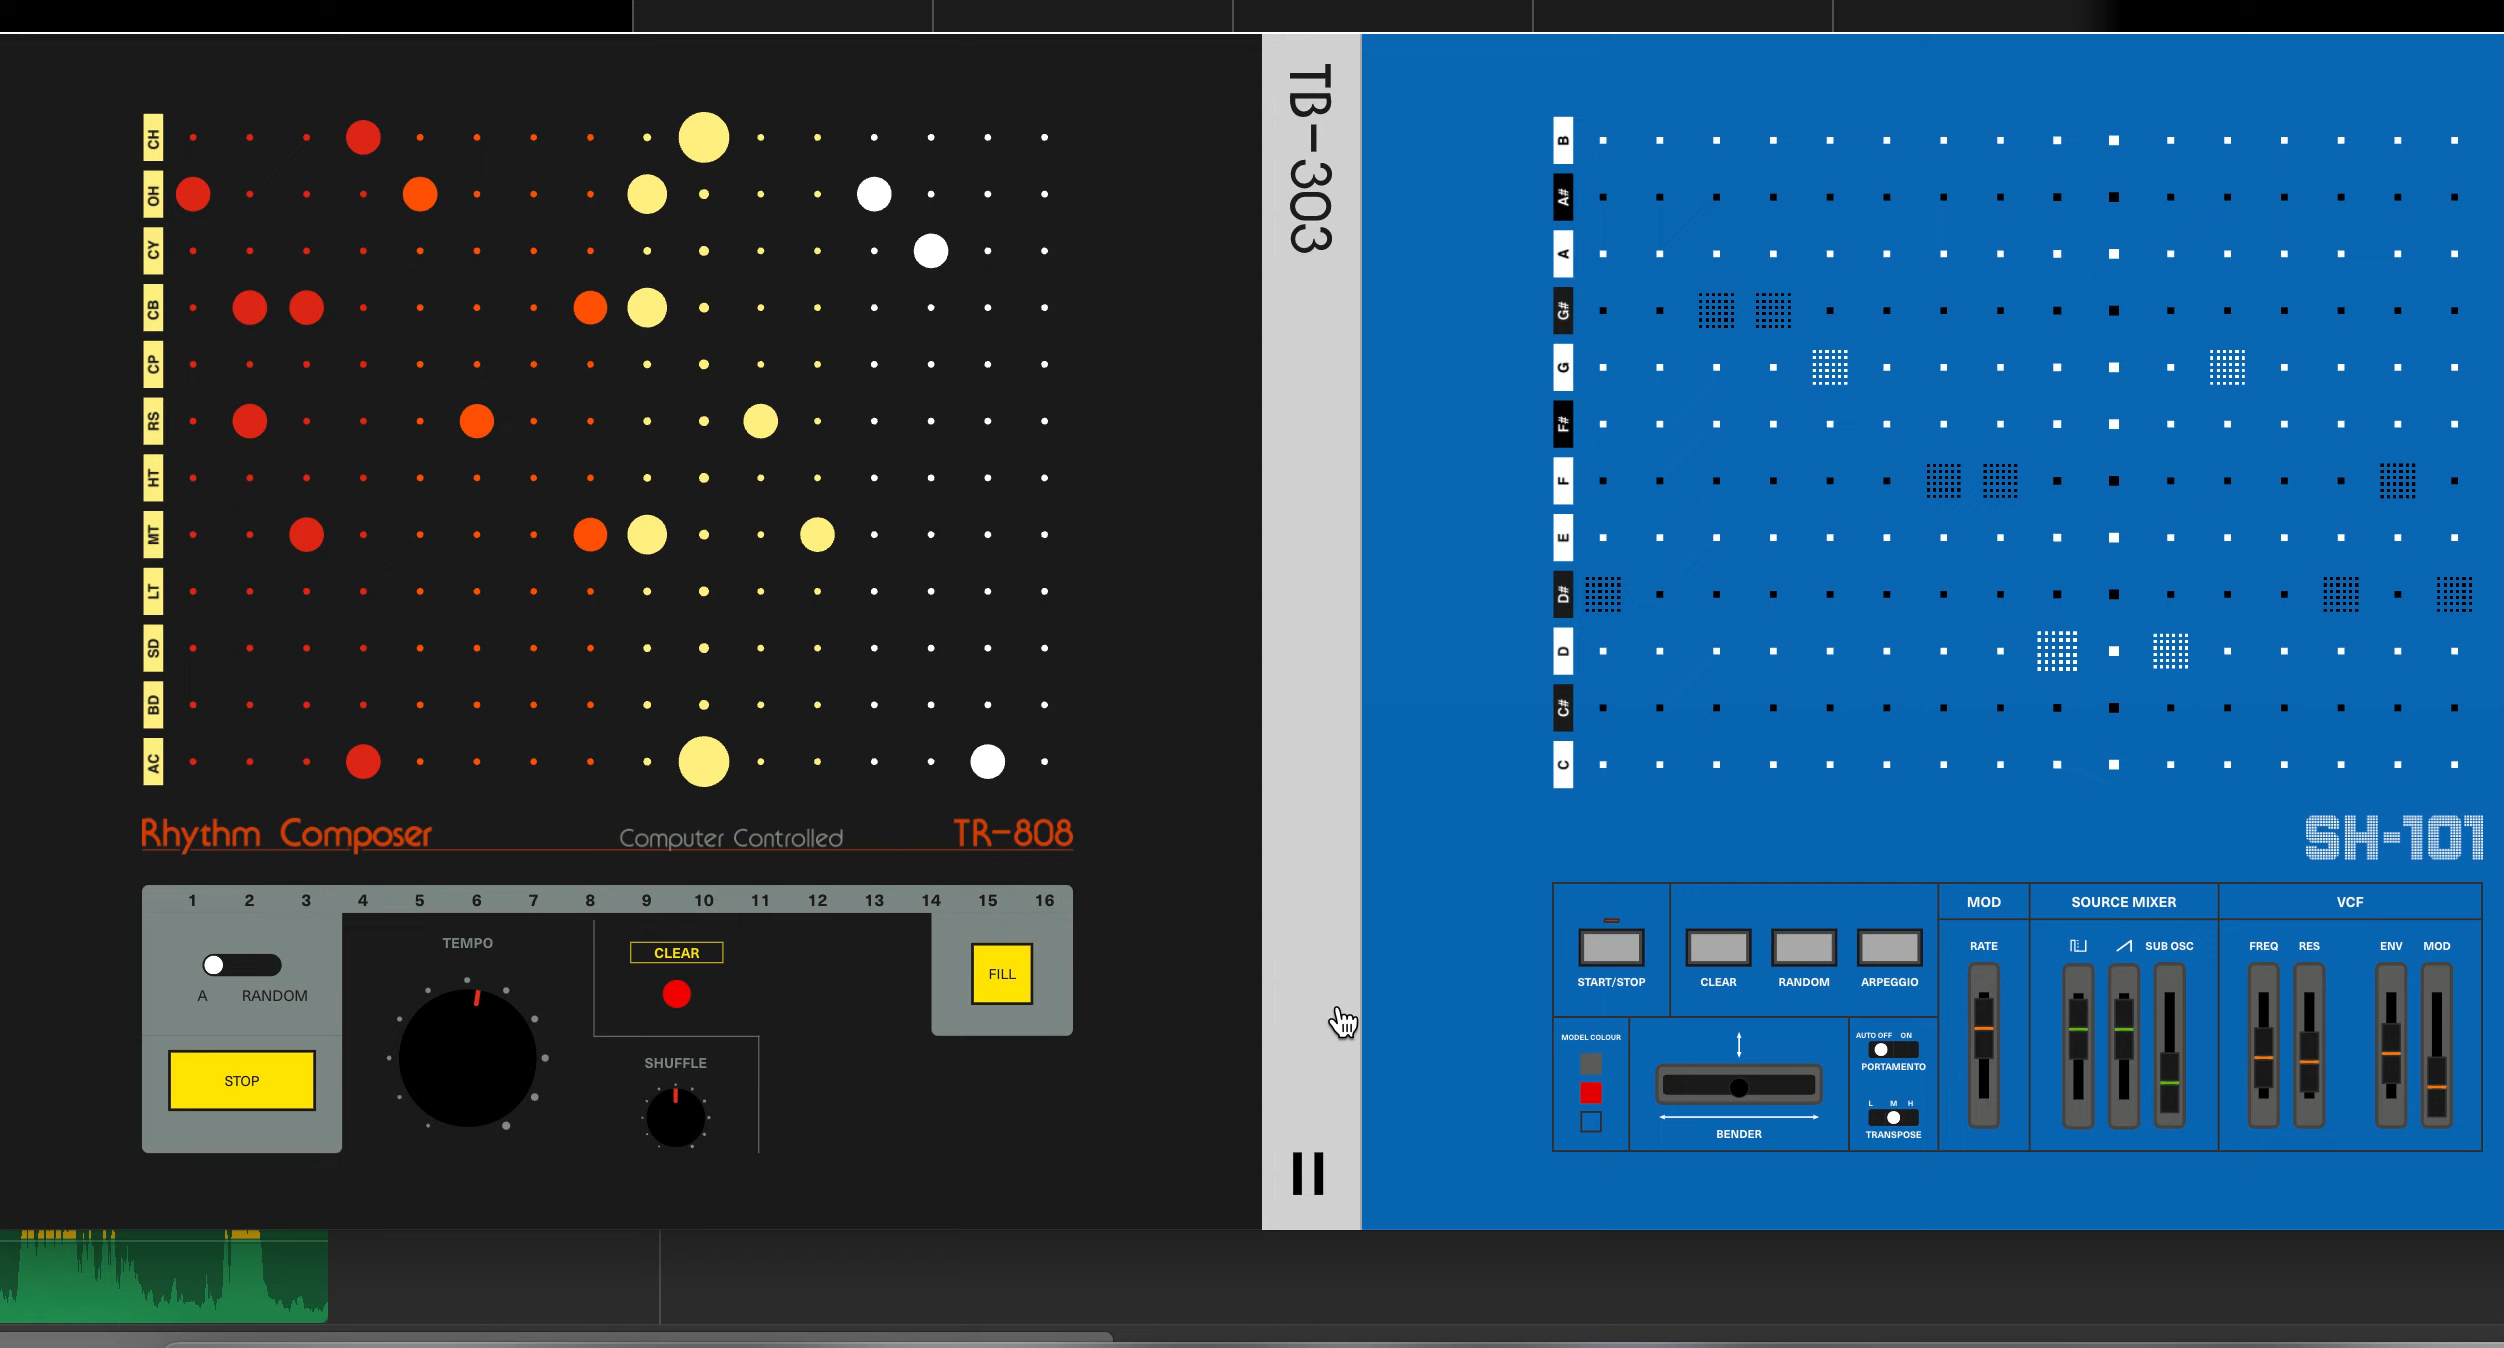 CH
OH
CY
CB
CP
RS
HT
MT
LT
SD
BD
AC
Rhythm Composer Computer Controlled TR-808
1 2 3 4 5 6 7 8 9 10 11 12 13 14 15 16
A RANDOM
STOP
TEMPO
CLEAR
SHUFFLE
FILL
TB-303
B
A#
A
G#
G
F#
F
E
D#
D
C#
C
SH-101
START/STOP
CLEAR
RANDOM
ARPEGGIO
MODEL COLOUR
BENDER
AUTO OFF ON
PORTAMENTO
L M H
TRANSPOSE
MOD
RATE
SOURCE MIXER
SUB OSC
VCF
FREQ RES ENV MOD